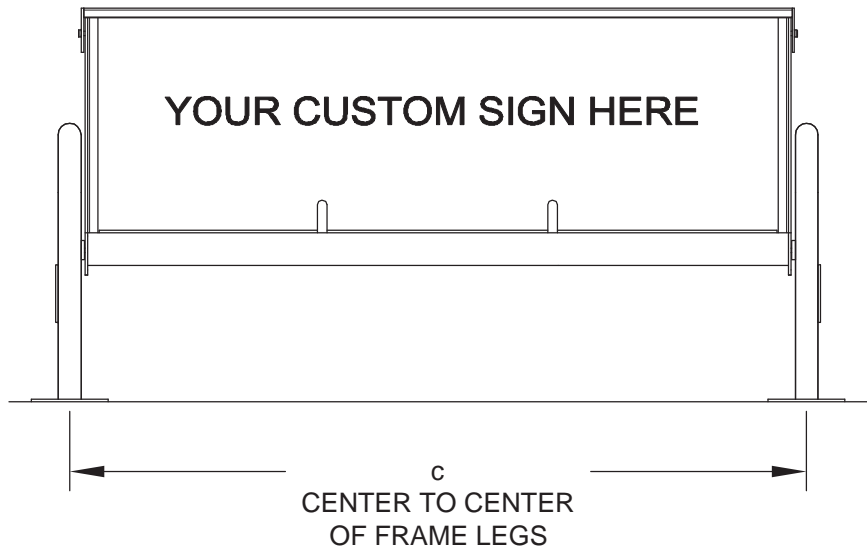 YOUR CUSTOM SIGN HERE
c
CENTER TO CENTER
OF FRAME LEGS